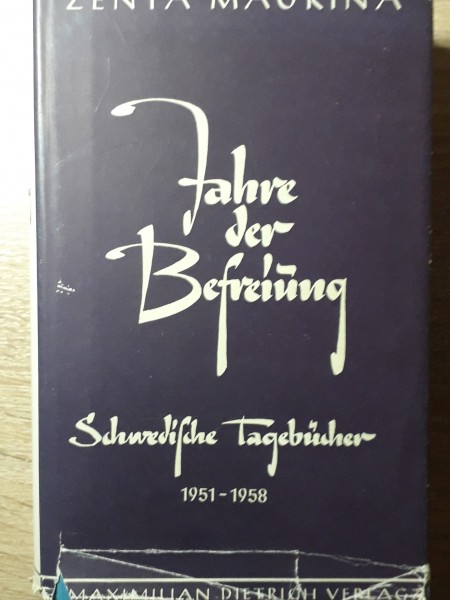 ZENTA MAURINA
Jahre
der
Befreiung
Schwedische Tagebücher
1951-1958
MAXIMILIAN DIETRICH VERLAG